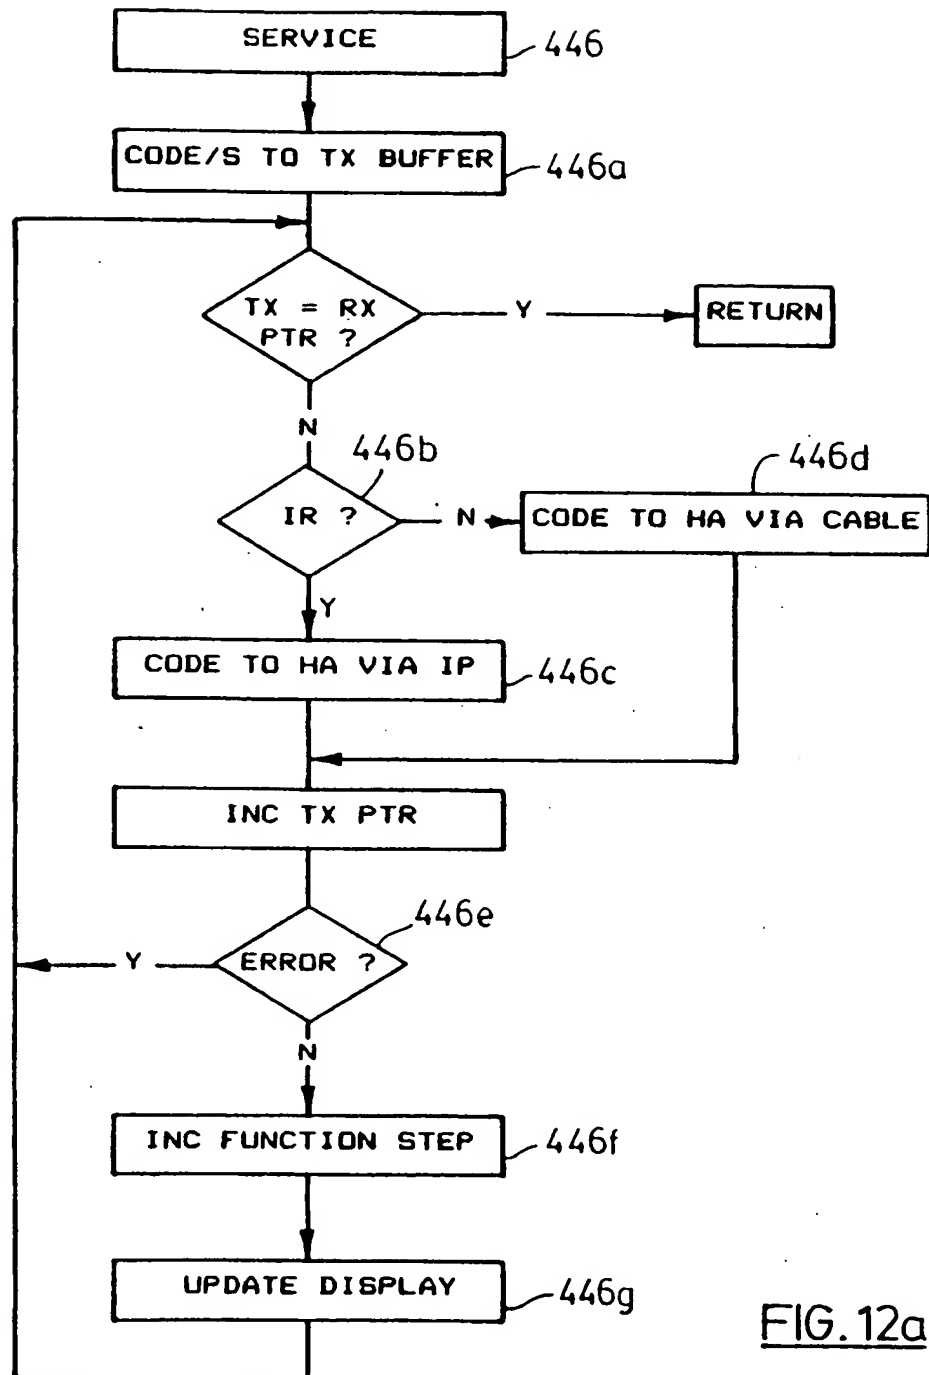 SERVICE
446
CODE/S TO TX BUFFER
446a
TX = RX
PTR ?
Y
RETURN
N
446b
IR ?
N
446d
CODE TO HA VIA CABLE
Y
CODE TO HA VIA IP
446c
INC TX PTR
446e
ERROR ?
Y
N
INC FUNCTION STEP
446f
UPDATE DISPLAY
446g
FIG. 12a